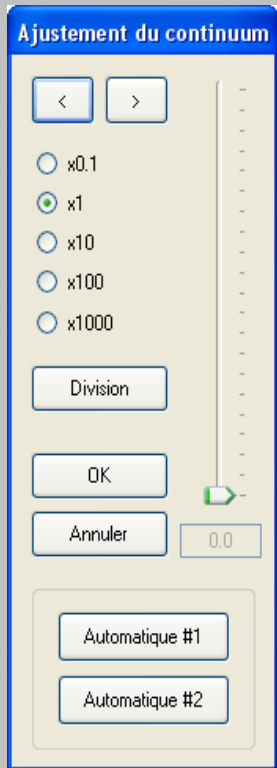 Ajustement du continuum
< >
x0.1
x1
x10
x100
x1000
Division
OK
Annuler
0.0
Automatique #1
Automatique #2